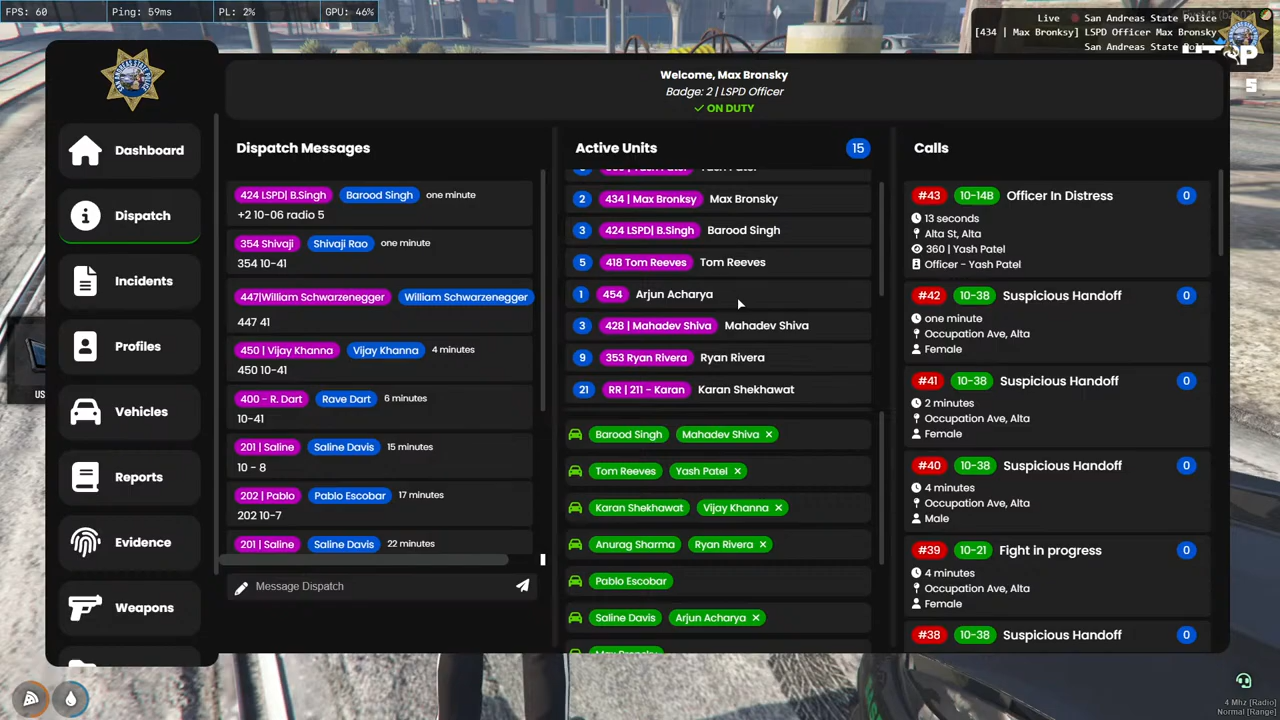 FPS: 60
Ping: 59ms
PL: 2%
GPU: 46%
Live San Andreas State Police
[434 | Max Bronksy] LSPD Officer Max Bronsky
San Andreas State
Welcome, Max Bronsky
Badge: 2 | LSPD Officer
ON DUTY
Dashboard
Dispatch
Incidents
Profiles
Vehicles
Reports
Evidence
Weapons
Dispatch Messages
424 LSPD| B.Singh Barood Singh one minute
+2 10-06 radio 5
354 Shivaji Shivaji Rao one minute
354 10-41
447|William Schwarzenegger William Schwarzenegger
447 41
450 | Vijay Khanna Vijay Khanna 4 minutes
450 10-41
400 - R. Dart Rave Dart 6 minutes
10-41
201 | Saline Saline Davis 15 minutes
10 - 8
202 | Pablo Pablo Escobar 17 minutes
202 10-7
201 | Saline Saline Davis 22 minutes
Message Dispatch
Active Units 15
2 434 | Max Bronksy Max Bronsky
3 424 LSPD| B.Singh Barood Singh
5 418 Tom Reeves Tom Reeves
1 454 Arjun Acharya
3 428 | Mahadev Shiva Mahadev Shiva
9 353 Ryan Rivera Ryan Rivera
21 RR | 211 - Karan Karan Shekhawat
Barood Singh Mahadev Shiva ×
Tom Reeves Yash Patel ×
Karan Shekhawat Vijay Khanna ×
Anurag Sharma Ryan Rivera ×
Pablo Escobar
Saline Davis Arjun Acharya ×
Calls
#43 10-14B Officer In Distress 0
13 seconds
Alta St, Alta
360 | Yash Patel
Officer - Yash Patel
#42 10-38 Suspicious Handoff 0
one minute
Occupation Ave, Alta
Female
#41 10-38 Suspicious Handoff 0
2 minutes
Occupation Ave, Alta
Female
#40 10-38 Suspicious Handoff 0
4 minutes
Occupation Ave, Alta
Male
#39 10-21 Fight in progress 0
4 minutes
Occupation Ave, Alta
Female
#38 10-38 Suspicious Handoff 0
US
4 Mhz [Radio]
Normal [Range]